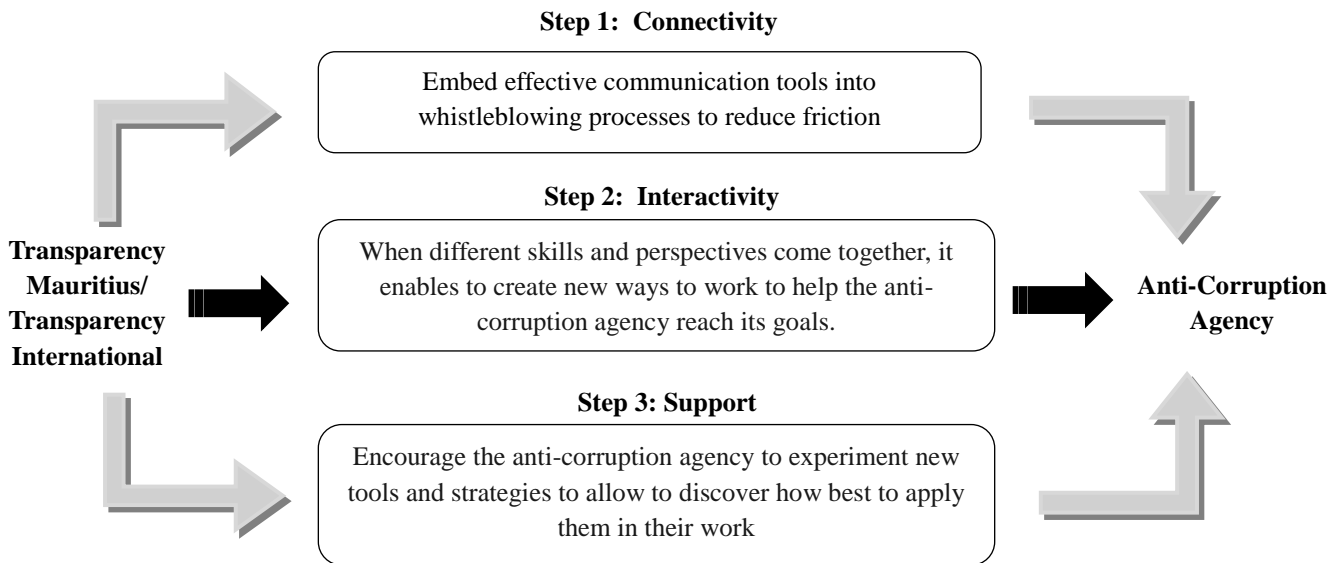 Step 1: Connectivity
Embed effective communication tools into
whistleblowing processes to reduce friction
Step 2: Interactivity
When different skills and perspectives come together, it
enables to create new ways to work to help the anti-
corruption agency reach its goals.
Transparency
Mauritius/
Transparency
International
Anti-Corruption
Agency
Step 3: Support
Encourage the anti-corruption agency to experiment new
tools and strategies to allow to discover how best to apply
them in their work